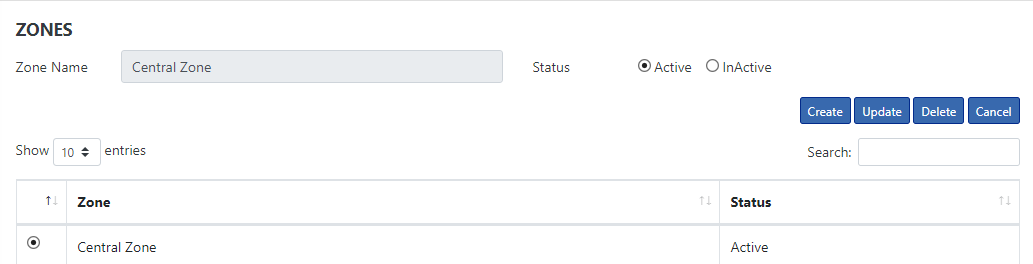 ZONES
Zone Name Central Zone Status Active InActive
Create Update Delete Cancel
Show 10 entries Search:
Zone Status
Central Zone Active